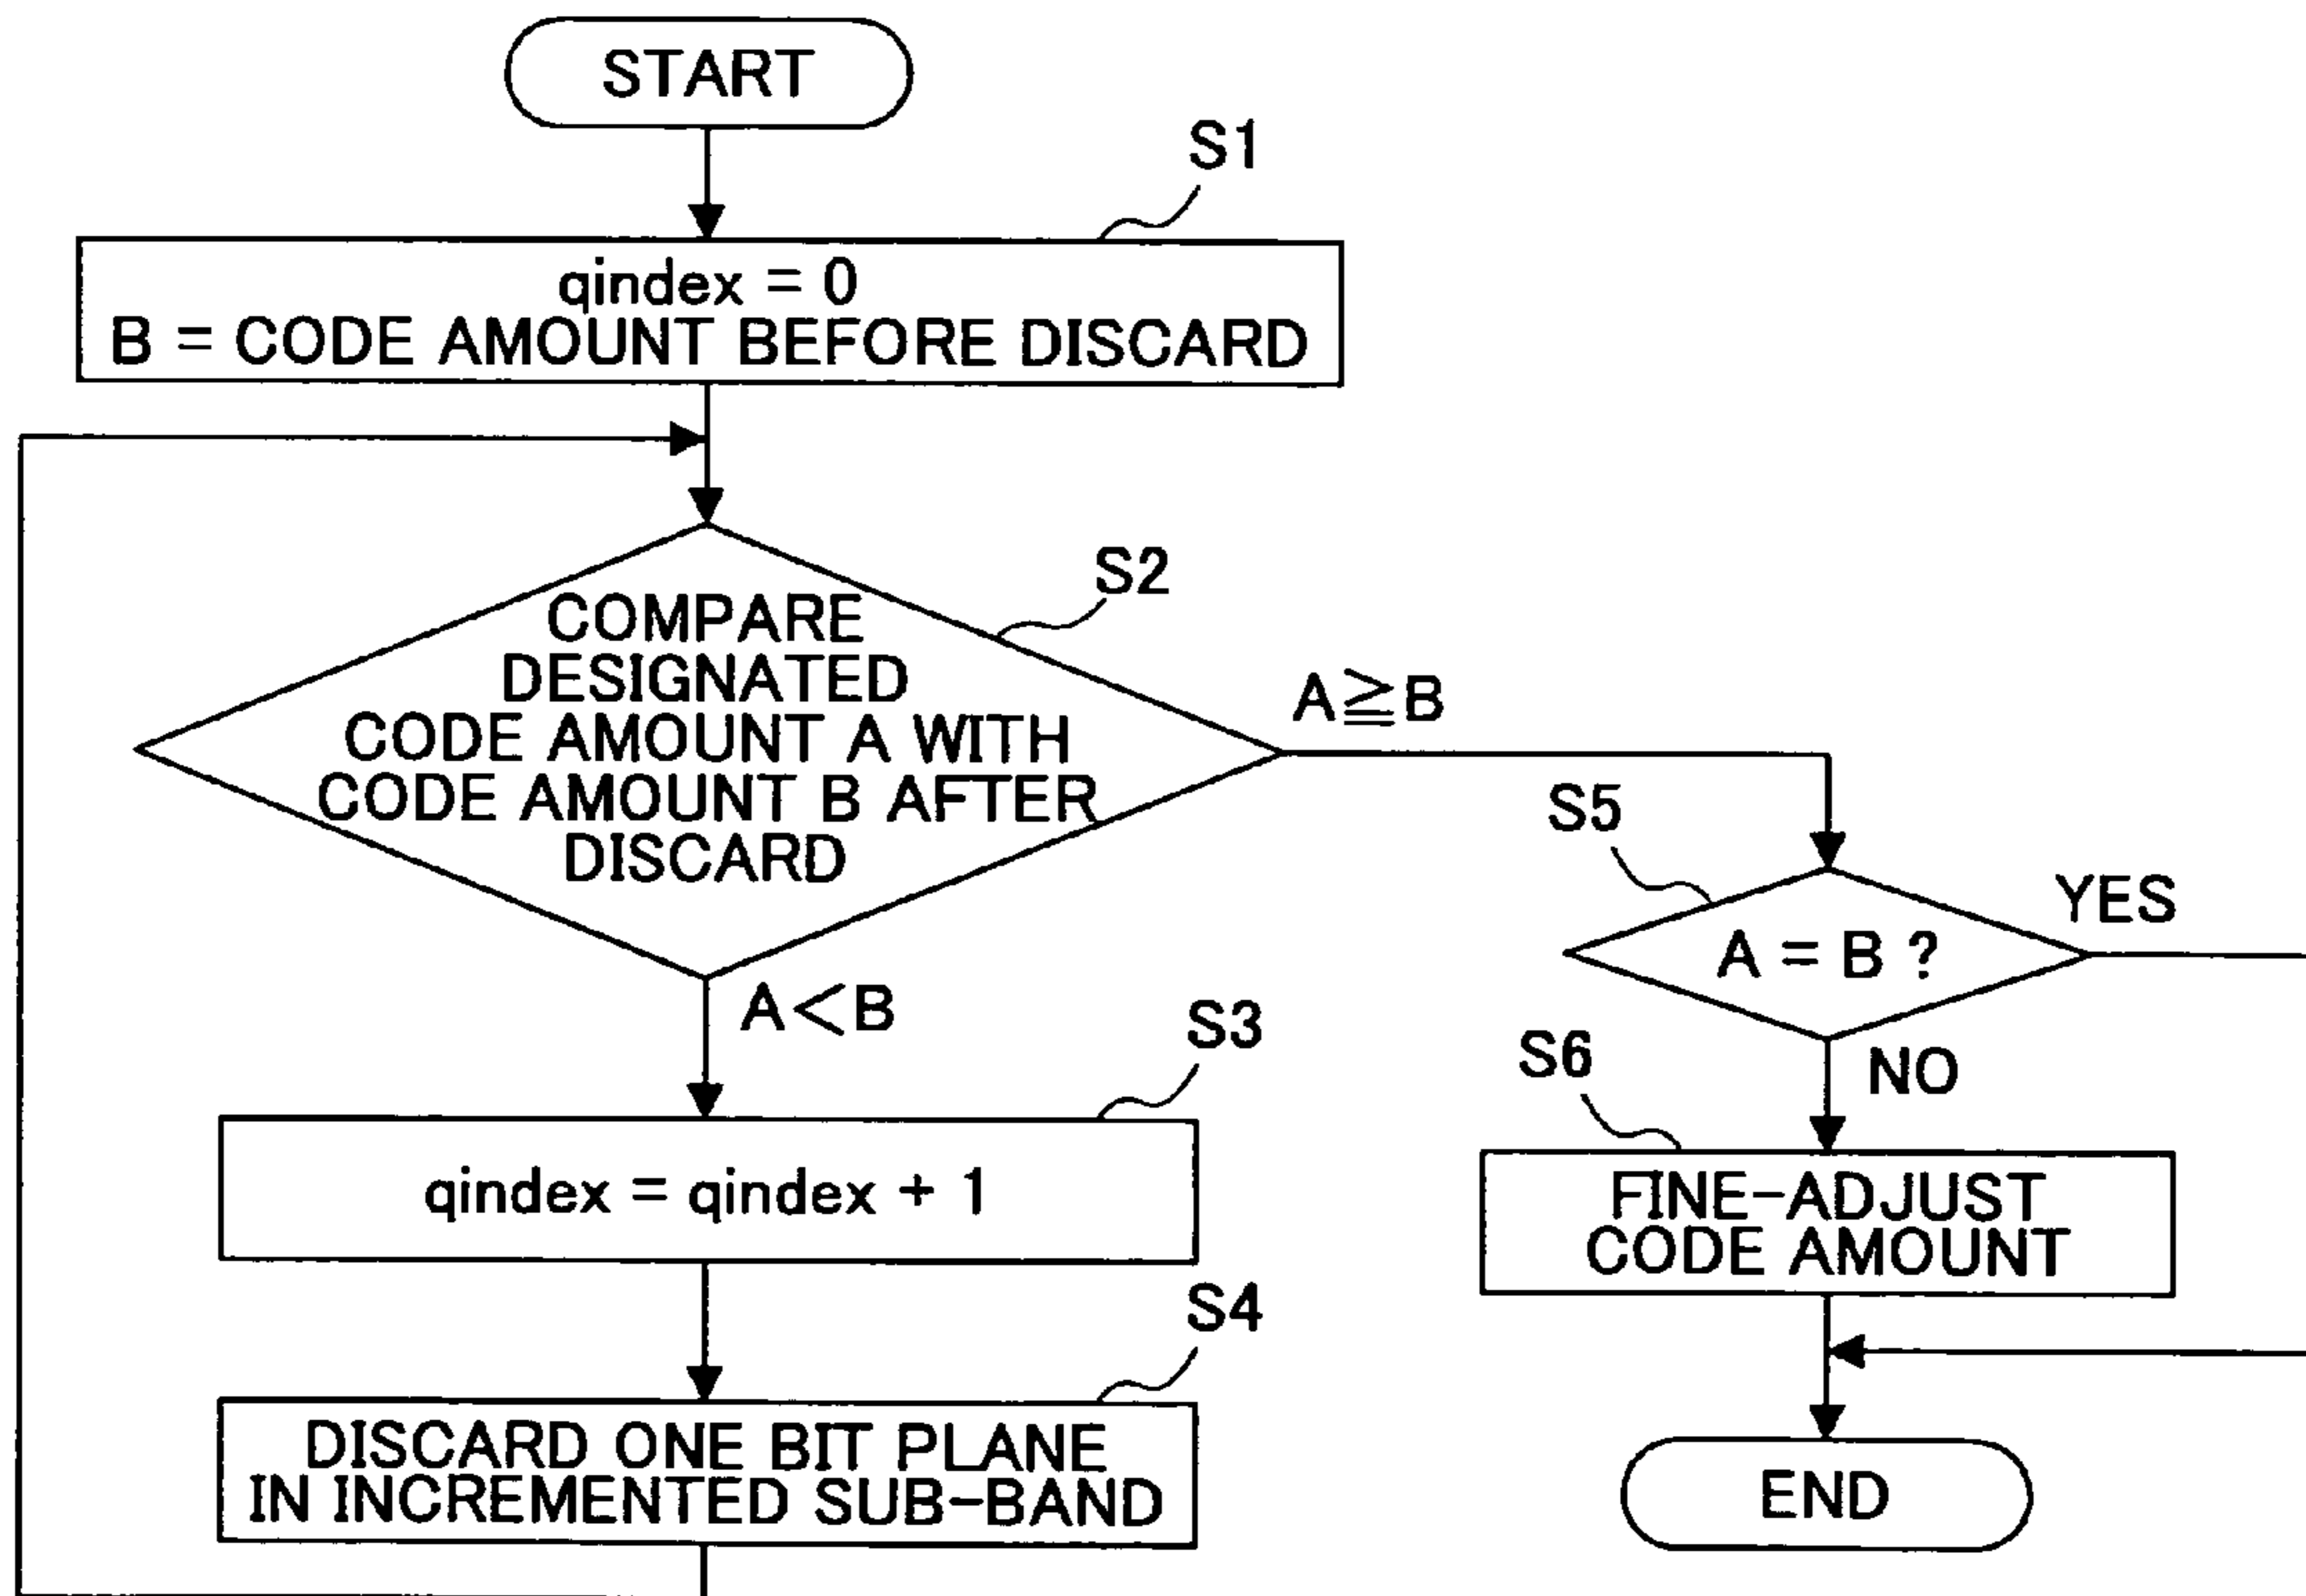 START
S1
qindex = 0
B = CODE AMOUNT BEFORE DISCARD
S2
COMPARE
DESIGNATED
CODE AMOUNT A WITH
CODE AMOUNT B AFTER
DISCARD
A≧B
A<B
S3
qindex = qindex + 1
S4
DISCARD ONE BIT PLANE
IN INCREMENTED SUB-BAND
S5
A = B ?
YES
NO
S6
FINE-ADJUST
CODE AMOUNT
END